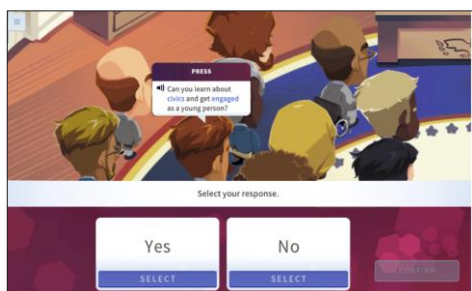 PRESS
Can you learn about
civics and get engaged
as a young person?
Select your response.
Yes
No
SELECT
SELECT